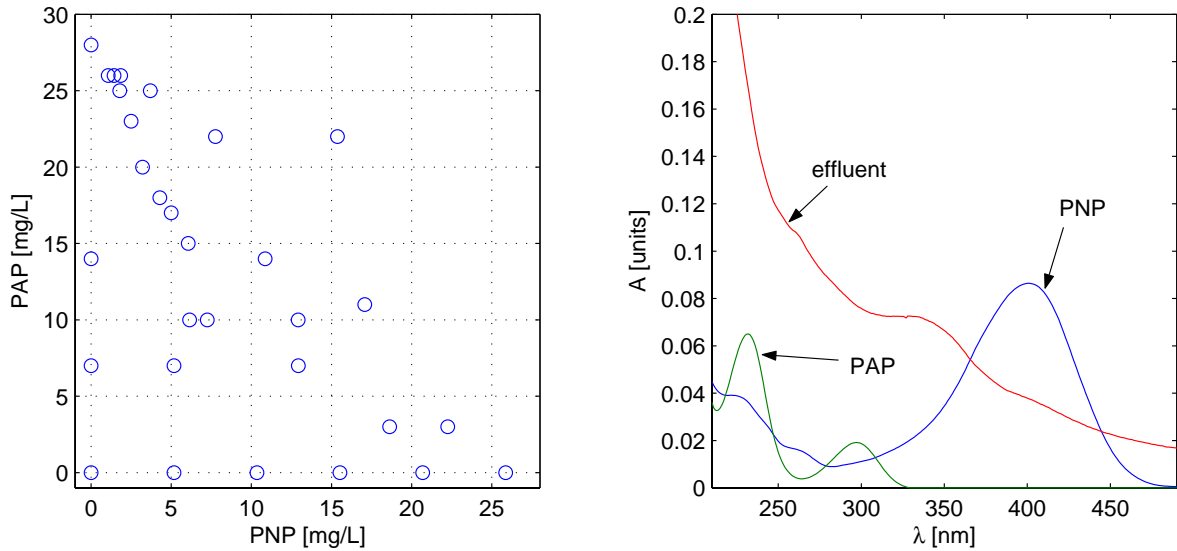 30
25
20
15
10
5
0
PAP [mg/L]
0 5 10 15 20 25
PNP [mg/L]
0.2
0.18
0.16
0.14
0.12
0.1
0.08
0.06
0.04
0.02
0
A [units]
effluent
PNP
PAP
250 300 350 400 450
λ [nm]